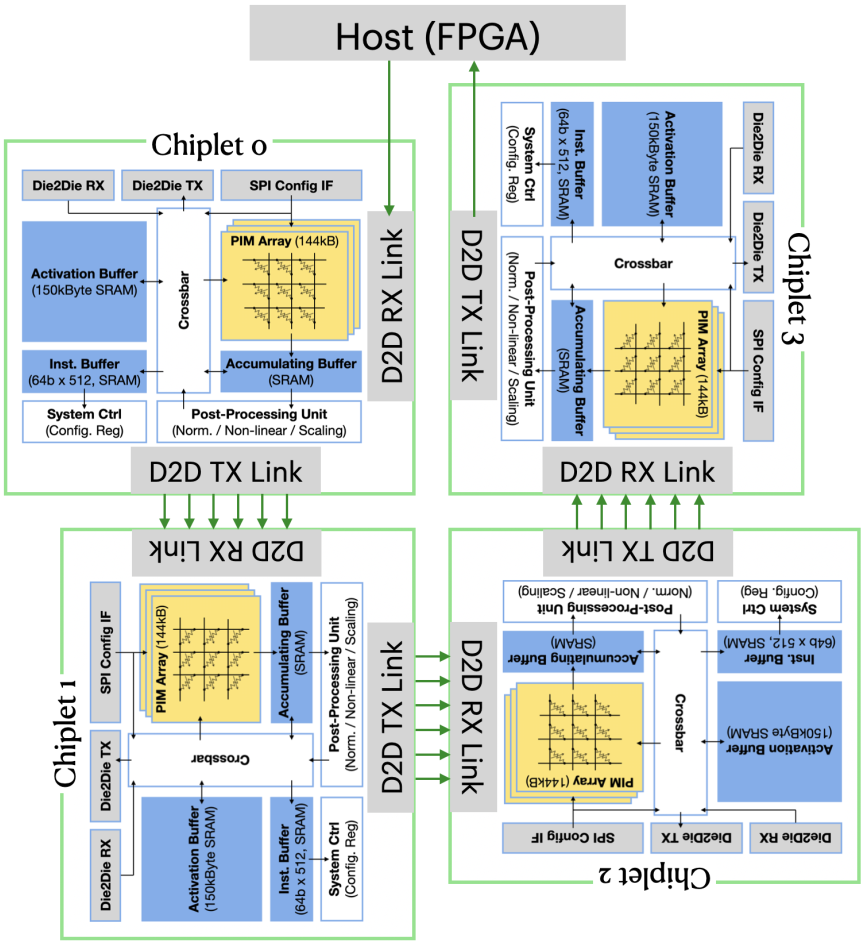 Host (FPGA)
Chiplet 0
Die2Die RX
Die2Die TX
SPI Config IF
Activation Buffer
(150kByte SRAM)
Crossbar
PIM Array (144kB)
Inst. Buffer
(64b x 512, SRAM)
Accumulating Buffer
(SRAM)
System Ctrl
(Config. Reg)
Post-Processing Unit
(Norm. / Non-linear / Scaling)
D2D RX Link
D2D TX Link
Chiplet 3
System Ctrl
(Config. Reg)
Inst. Buffer
(64b x 512, SRAM)
Activation Buffer
(150kByte SRAM)
Die2Die RX
Die2Die TX
SPI Config IF
Crossbar
Post-Processing Unit
(Norm. / Non-linear / Scaling)
Accumulating Buffer
(SRAM)
PIM Array (144kB)
D2D TX Link
D2D RX Link
Chiplet 1
D2D RX Link
SPI Config IF
PIM Array (144kB)
Accumulating Buffer
(SRAM)
Post-Processing Unit
(Norm. / Non-linear / Scaling)
Die2Die TX
Crossbar
Die2Die RX
Activation Buffer
(150kByte SRAM)
Inst. Buffer
(64b x 512, SRAM)
System Ctrl
(Config. Reg)
D2D TX Link
Chiplet 2
D2D TX Link
D2D RX Link
Post-Processing Unit
(Norm. / Non-linear / Scaling)
System Ctrl
(Config. Reg)
Accumulating Buffer
(SRAM)
Inst. Buffer
(64b x 512, SRAM)
Crossbar
PIM Array (144kB)
Activation Buffer
(150kByte SRAM)
SPI Config IF
Die2Die TX
Die2Die RX